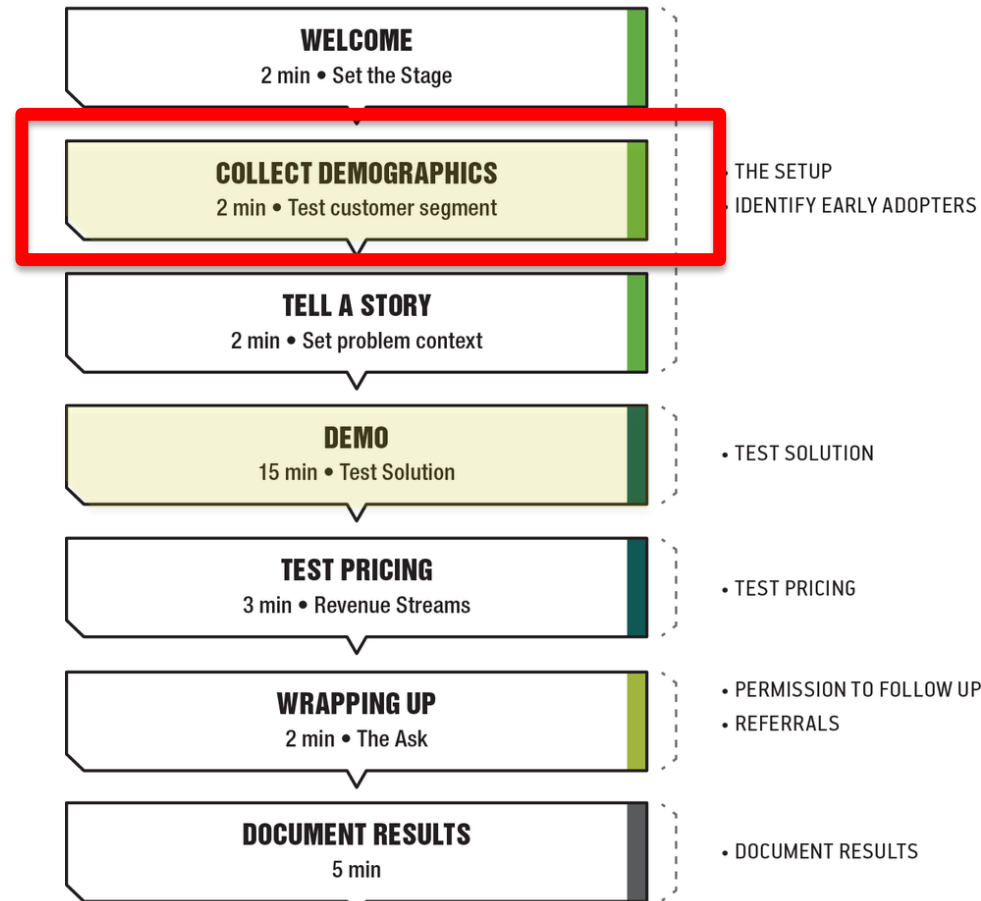 WELCOME
2 min • Set the Stage
COLLECT DEMOGRAPHICS
2 min • Test customer segment
• THE SETUP
• IDENTIFY EARLY ADOPTERS
TELL A STORY
2 min • Set problem context
DEMO
15 min • Test Solution
• TEST SOLUTION
TEST PRICING
3 min • Revenue Streams
• TEST PRICING
WRAPPING UP
2 min • The Ask
• PERMISSION TO FOLLOW UP
• REFERRALS
DOCUMENT RESULTS
5 min
• DOCUMENT RESULTS